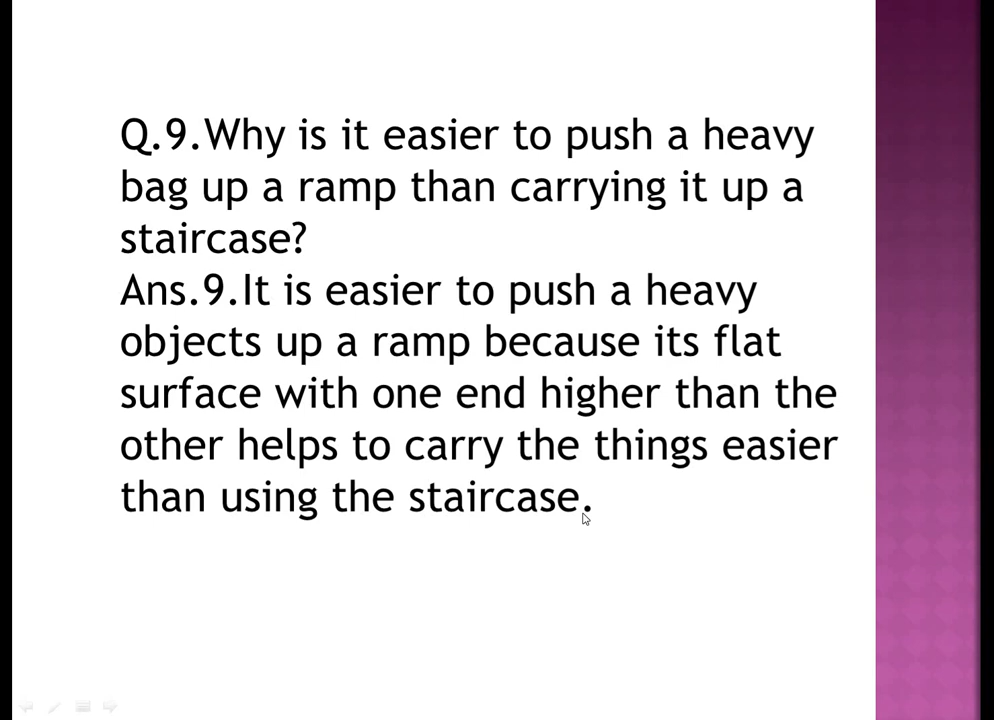 Q.9.Why is it easier to push a heavy
bag up a ramp than carrying it up a
staircase?
Ans.9.It is easier to push a heavy
objects up a ramp because its flat
surface with one end higher than the
other helps to carry the things easier
than using the staircase.